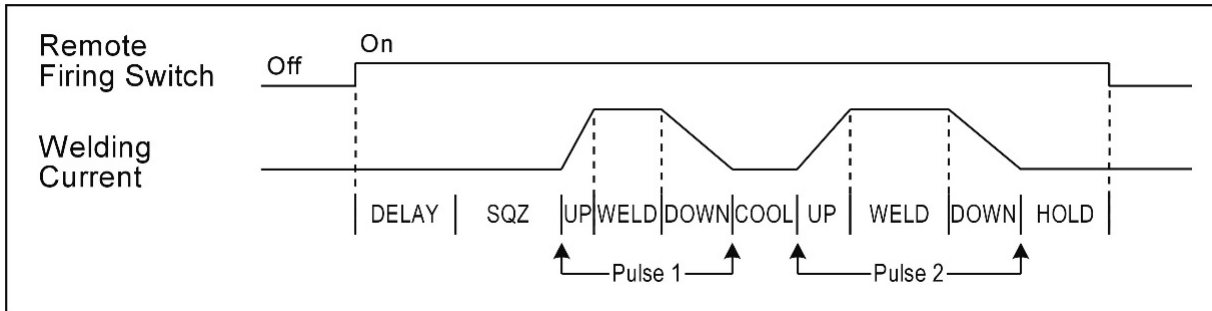 Remote
Firing Switch
Off
On
Welding
Current
DELAY SQZ UP WELD DOWN COOL UP WELD DOWN HOLD
Pulse 1 Pulse 2